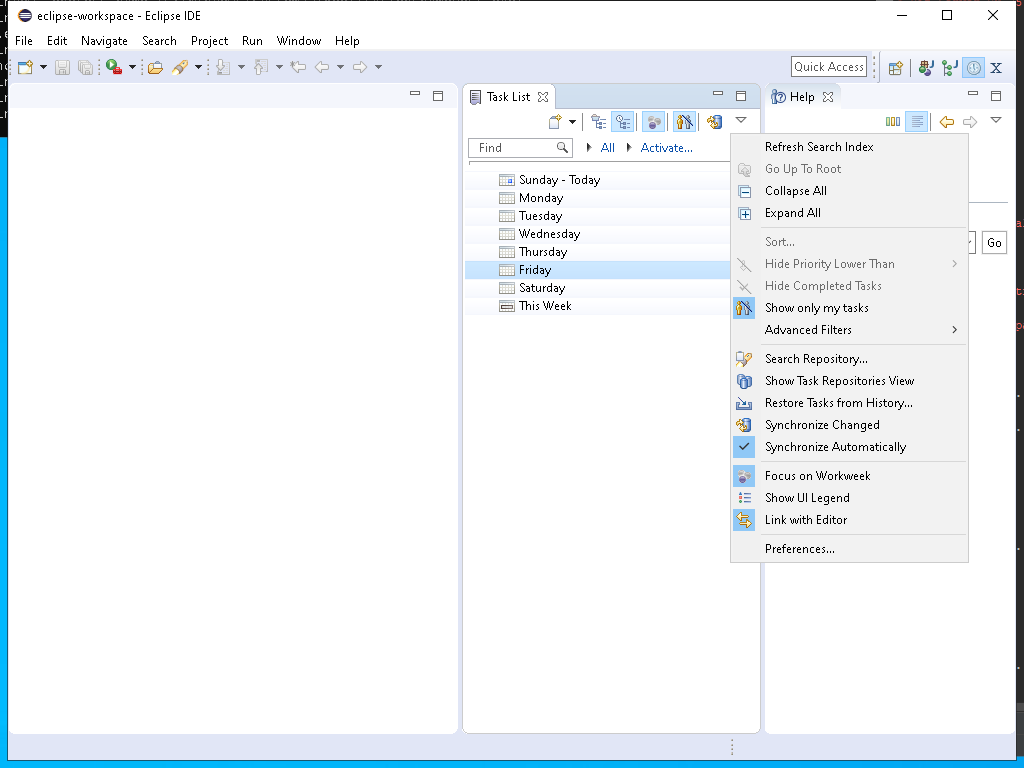 eclipse-workspace - Eclipse IDE
File Edit Navigate Search Project Run Window Help
Quick Access
Task List
Help
Find
All
Activate...
Sunday - Today
Monday
Tuesday
Wednesday
Thursday
Friday
Saturday
This Week
Refresh Search Index
Go Up To Root
Collapse All
Expand All
Sort...
Hide Priority Lower Than
Hide Completed Tasks
Show only my tasks
Advanced Filters
Search Repository...
Show Task Repositories View
Restore Tasks from History...
Synchronize Changed
Synchronize Automatically
Focus on Workweek
Show UI Legend
Link with Editor
Preferences...
Go